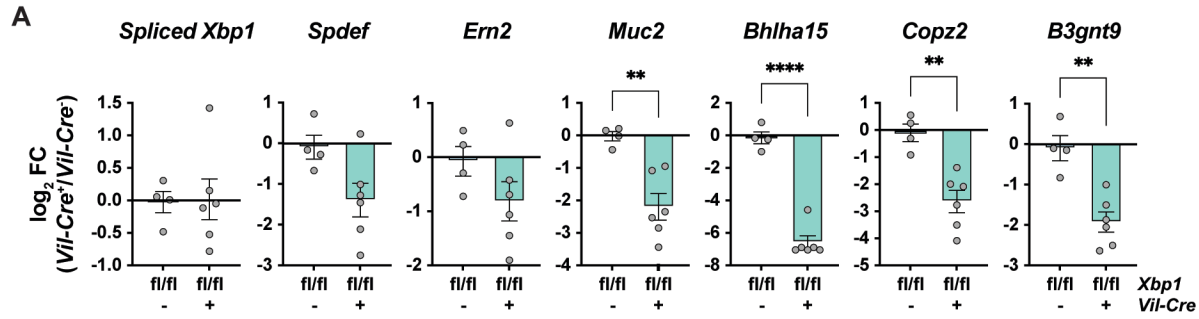 A
Spliced Xbp1 Spdef Ern2 Muc2 Bhlha15 Copz2 B3gnt9
** **** ** **
log2 FC
(Vil-Cre+/Vil-Cre-)
1.5 1.0 0.5 0.0 -0.5 -1.0
1 0 -1 -2 -3
1 0 -1 -2
1 0 -1 -2 -3 -4
2 0 -2 -4 -6 -8
1 0 -1 -2 -3 -4 -5
1 0 -1 -2 -3
fl/fl fl/fl fl/fl fl/fl fl/fl fl/fl fl/fl fl/fl fl/fl fl/fl fl/fl fl/fl fl/fl fl/fl Xbp1
- + - + - + - + - + - + - + Vil-Cre